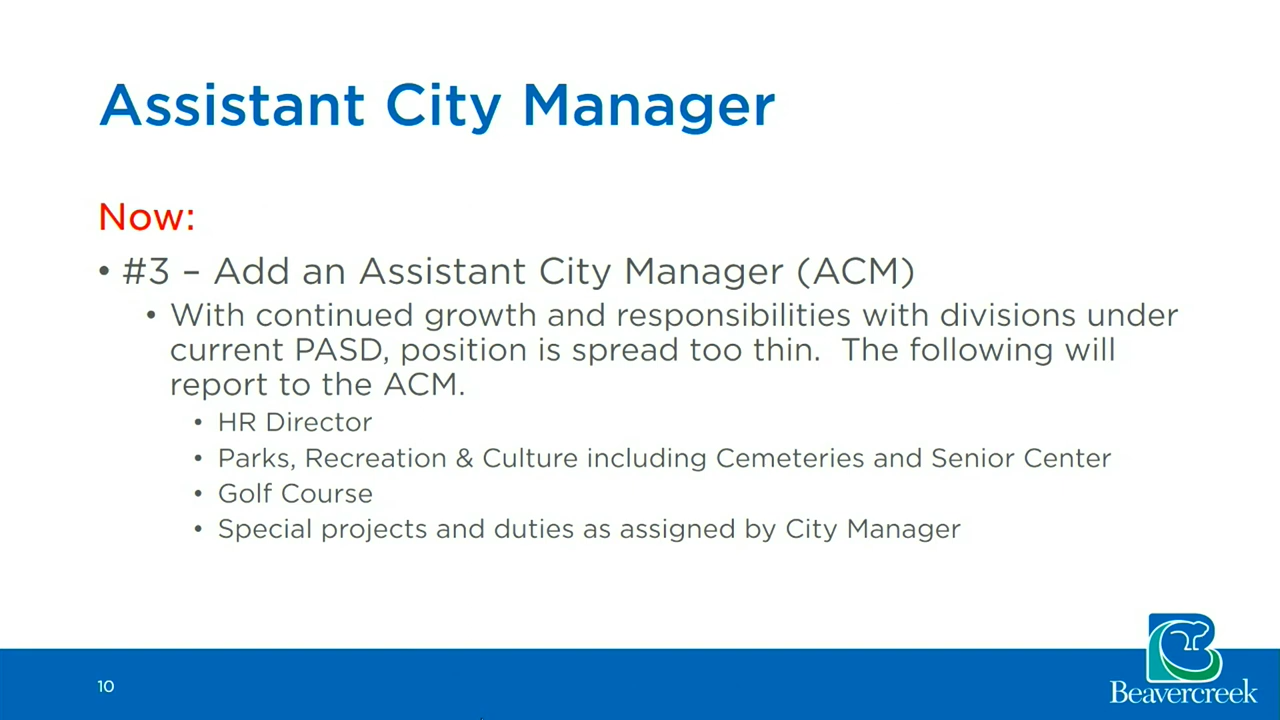 Assistant City Manager
Now:
• #3 – Add an Assistant City Manager (ACM)
• With continued growth and responsibilities with divisions under
current PASD, position is spread too thin.  The following will
report to the ACM.
• HR Director
• Parks, Recreation & Culture including Cemeteries and Senior Center
• Golf Course
• Special projects and duties as assigned by City Manager
10
Beavercreek